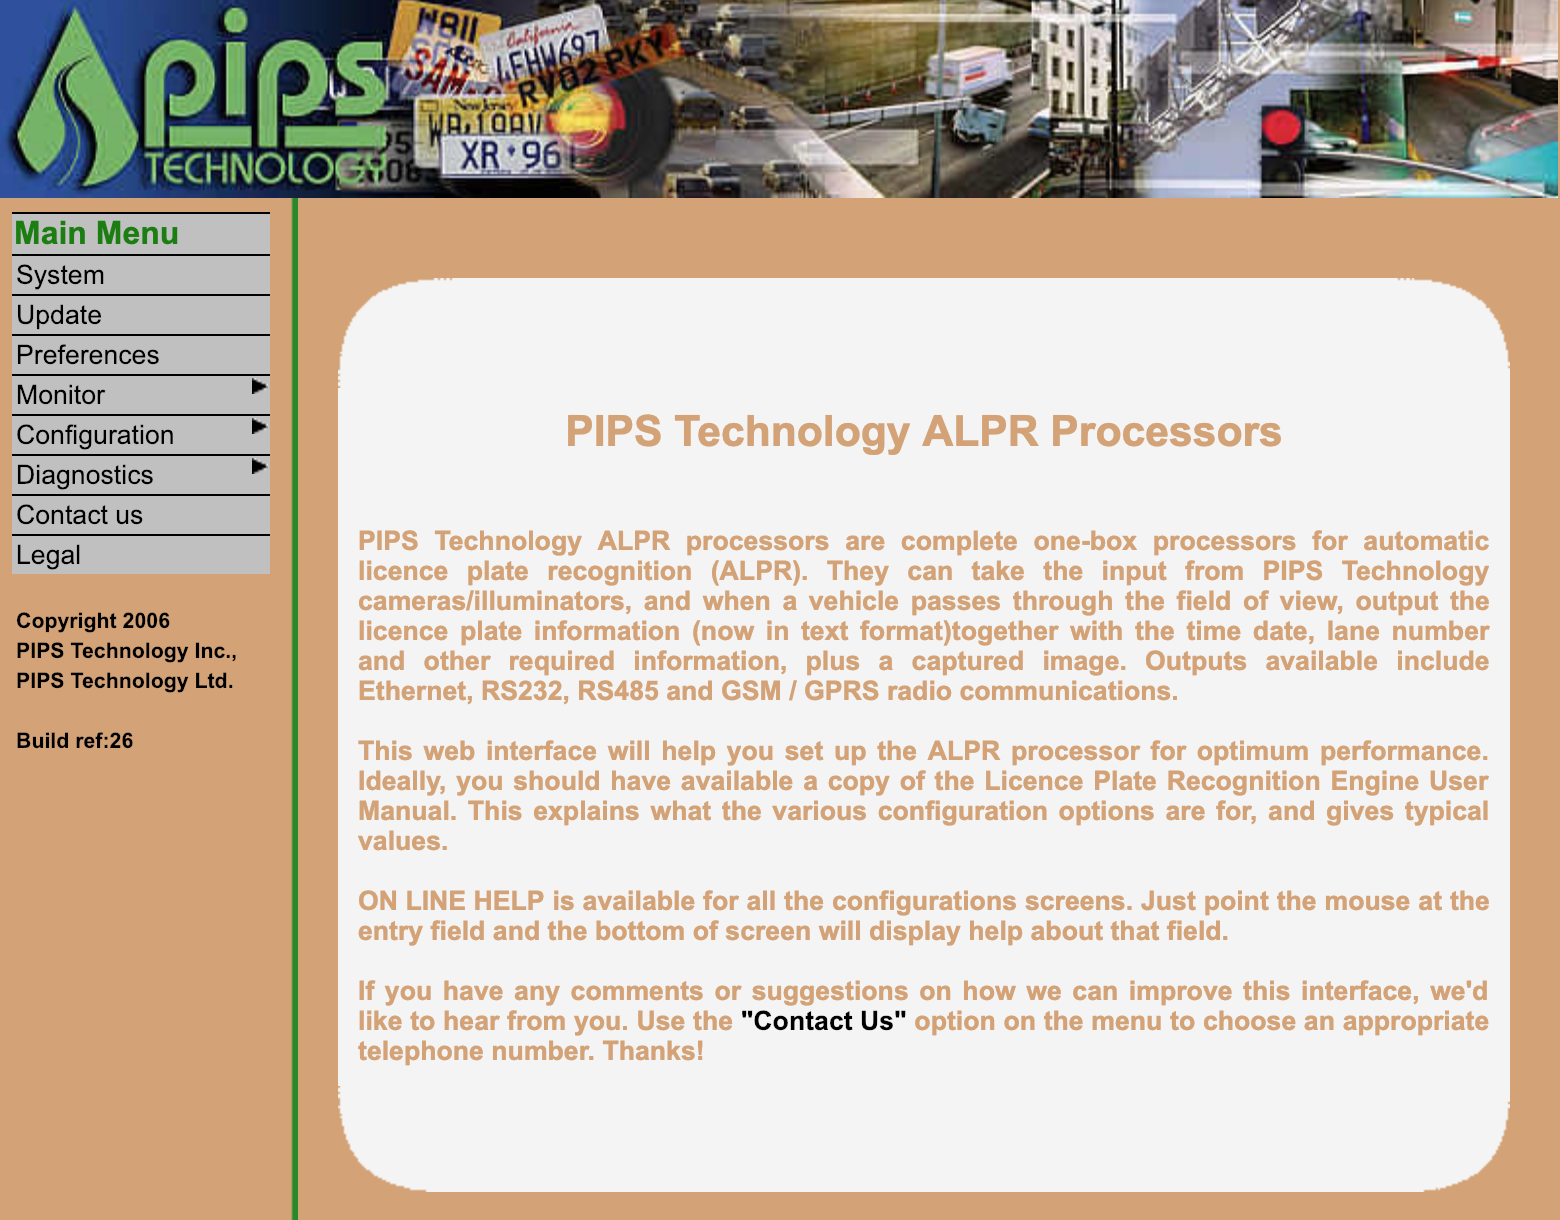 pips
TECHNOLOGY
California
LFHW697
SAM
RV02 PKY
New Jersey
XR•96
Main Menu
System
Update
Preferences
Monitor
Configuration
Diagnostics
Contact us
Legal
Copyright 2006
PIPS Technology Inc.,
PIPS Technology Ltd.
Build ref:26
PIPS Technology ALPR Processors
PIPS Technology ALPR processors are complete one-box processors for automatic
licence plate recognition (ALPR). They can take the input from PIPS Technology
cameras/illuminators, and when a vehicle passes through the field of view, output the
licence plate information (now in text format)together with the time date, lane number
and other required information, plus a captured image. Outputs available include
Ethernet, RS232, RS485 and GSM / GPRS radio communications.
This web interface will help you set up the ALPR processor for optimum performance.
Ideally, you should have available a copy of the Licence Plate Recognition Engine User
Manual. This explains what the various configuration options are for, and gives typical
values.
ON LINE HELP is available for all the configurations screens. Just point the mouse at the
entry field and the bottom of screen will display help about that field.
If you have any comments or suggestions on how we can improve this interface, we'd
like to hear from you. Use the "Contact Us" option on the menu to choose an appropriate
telephone number. Thanks!